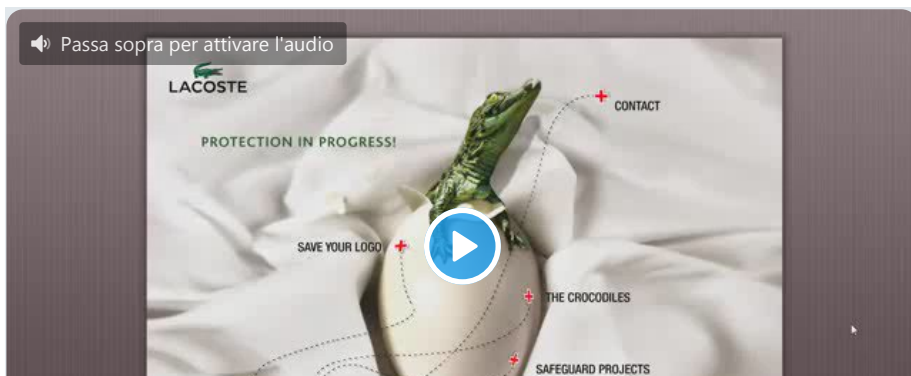 Passa sopra per attivare l'audio
LACOSTE
CONTACT
PROTECTION IN PROGRESS!
SAVE YOUR LOGO
THE CROCODILES
SAFEGUARD PROJECTS